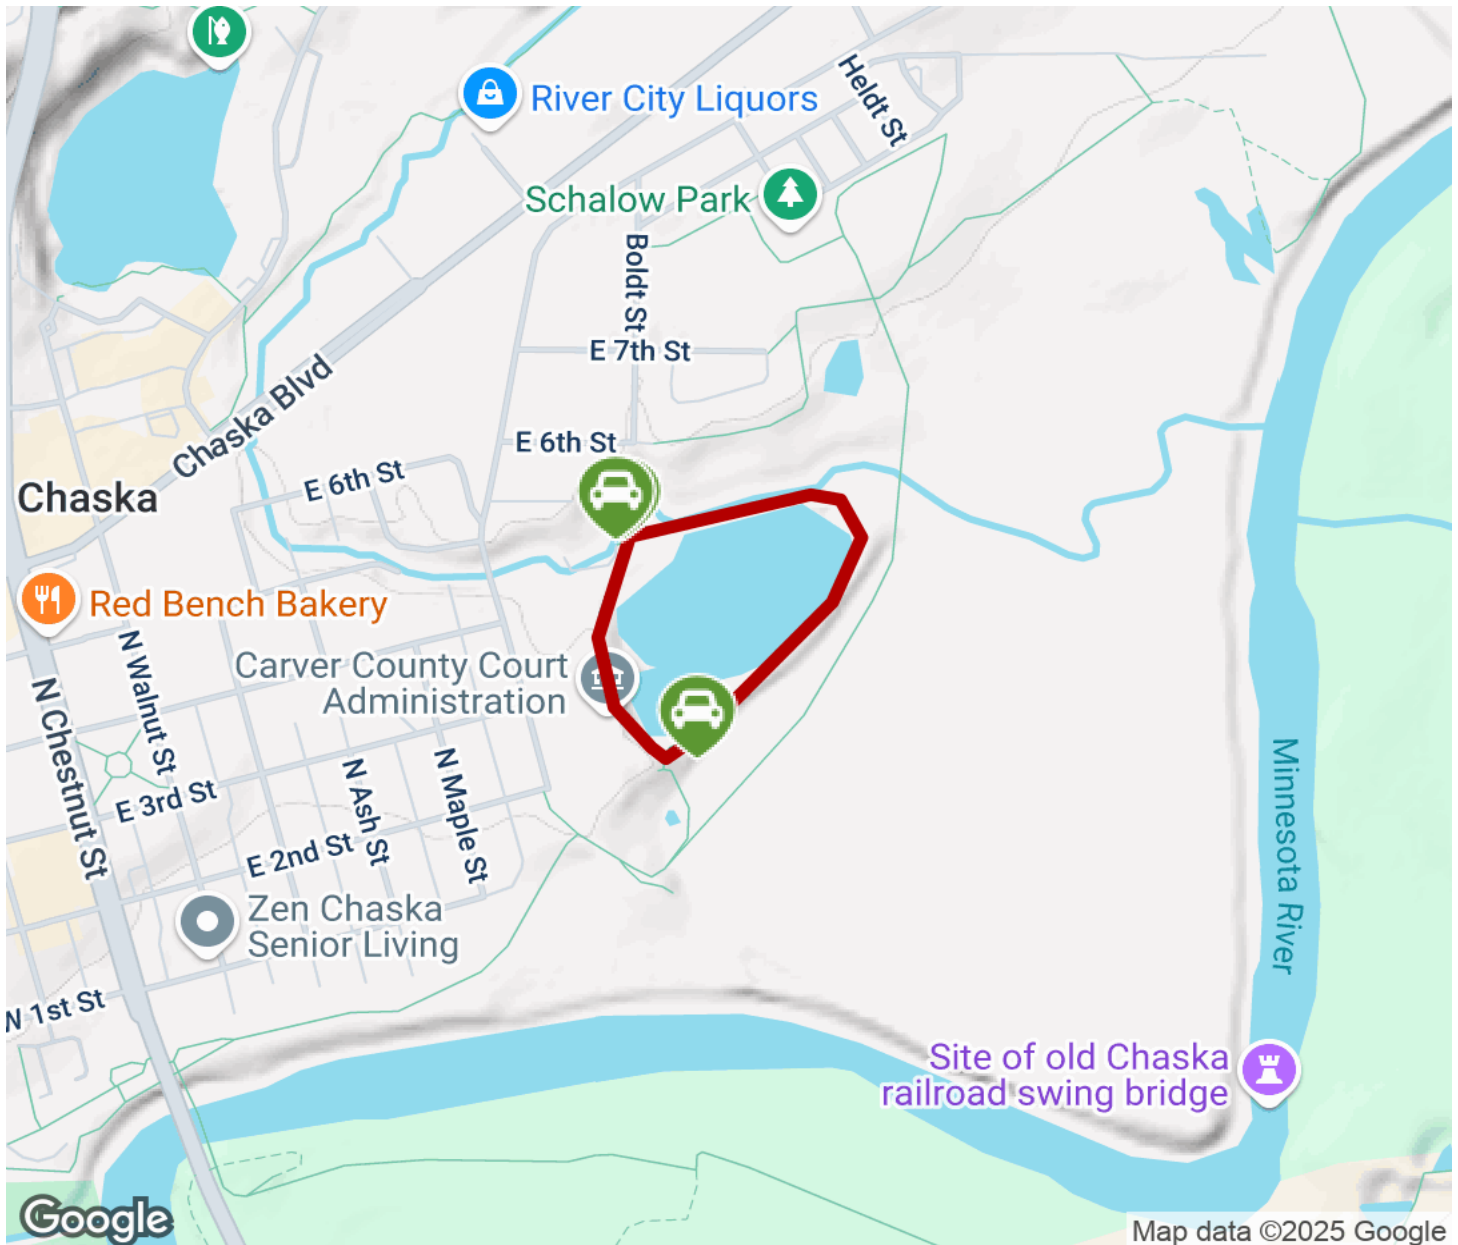 River City Liquors
Heldt St
Schalow Park
Boldt St
E 7th St
Chaska Blvd
E 6th St
E 6th St
Chaska
Red Bench Bakery
N Walnut St
Carver County Court
Administration
N Chestnut St
E 3rd St
N Ash St
N Maple St
E 2nd St
Minnesota River
Zen Chaska
Senior Living
W 1st St
Site of old Chaska
railroad swing bridge
Google
Map data ©2025 Google